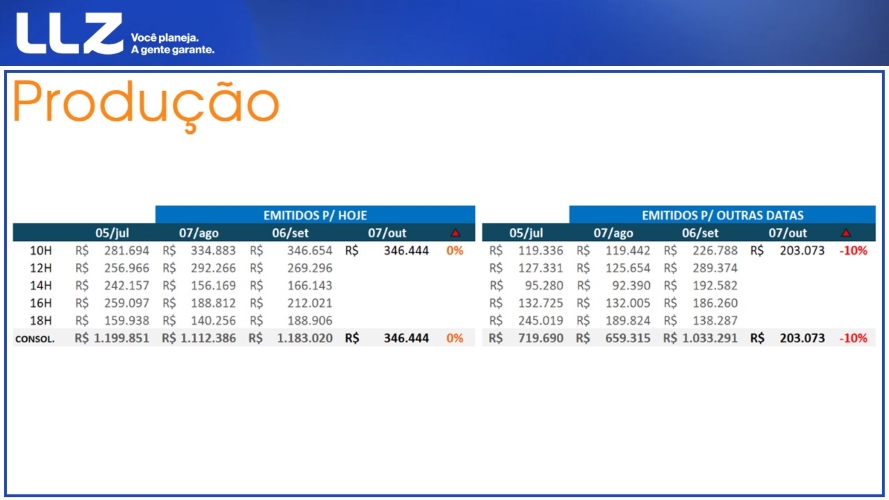 LLZ
Você planeja.
A gente garante.
Produção
EMITIDOS P/ HOJE EMITIDOS P/ OUTRAS DATAS
05/jul 07/ago 06/set 07/out 05/jul 07/ago 06/set 07/out
10H R$ 281.694 R$ 334.883 R$ 346.654 R$ 346.444 0% R$ 119.336 R$ 119.442 R$ 226.788 R$ 203.073 -10%
12H R$ 256.966 R$ 292.266 R$ 269.296 R$ 127.331 R$ 125.654 R$ 289.374
14H R$ 242.157 R$ 156.169 R$ 166.143 R$ 95.280 R$ 92.390 R$ 192.582
16H R$ 259.097 R$ 188.812 R$ 212.021 R$ 132.725 R$ 132.005 R$ 186.260
18H R$ 159.938 R$ 140.256 R$ 188.906 R$ 245.019 R$ 189.824 R$ 138.287
CONSOL. R$ 1.199.851 R$ 1.112.386 R$ 1.183.020 R$ 346.444 0% R$ 719.690 R$ 659.315 R$ 1.033.291 R$ 203.073 -10%